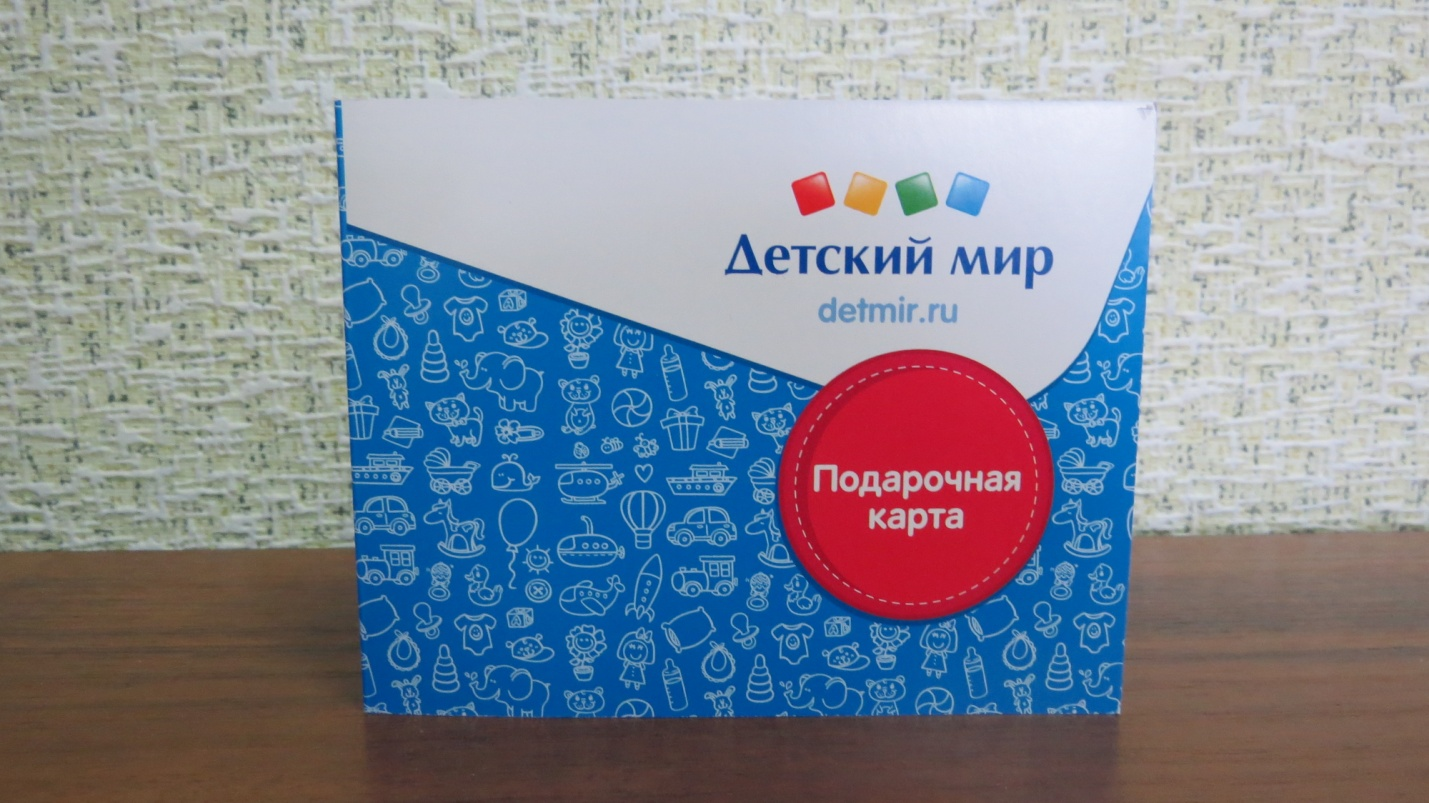 Детский мир
detmir.ru
Подарочная
карта